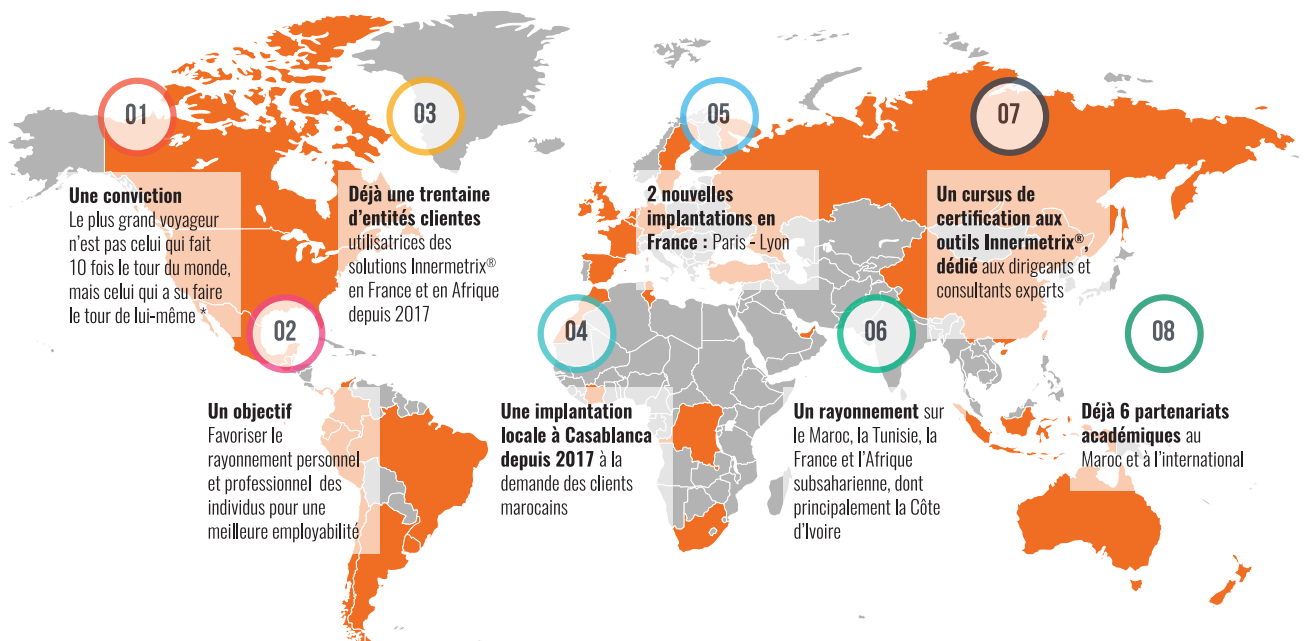 01
Une conviction
Le plus grand voyageur
n'est pas celui qui fait
10 fois le tour du monde,
mais celui qui a su faire
le tour de lui-même *
02
Un objectif
Favoriser le
rayonnement personnel
et professionnel des
individus pour une
meilleure employabilité
03
Déjà une trentaine
d'entités clientes
utilisatrices des
solutions Innermetrix®
en France et en Afrique
depuis 2017
04
Une implantation
locale à Casablanca
depuis 2017 à la
demande des clients
marocains
05
2 nouvelles
implantations en
France : Paris - Lyon
06
Un rayonnement sur
le Maroc, la Tunisie, la
France et l'Afrique
subsaharienne, dont
principalement la Côte
d'Ivoire
07
Un cursus de
certification aux
outils Innermetrix®,
dédié aux dirigeants et
consultants experts
08
Déjà 6 partenariats
académiques au
Maroc et à l'international